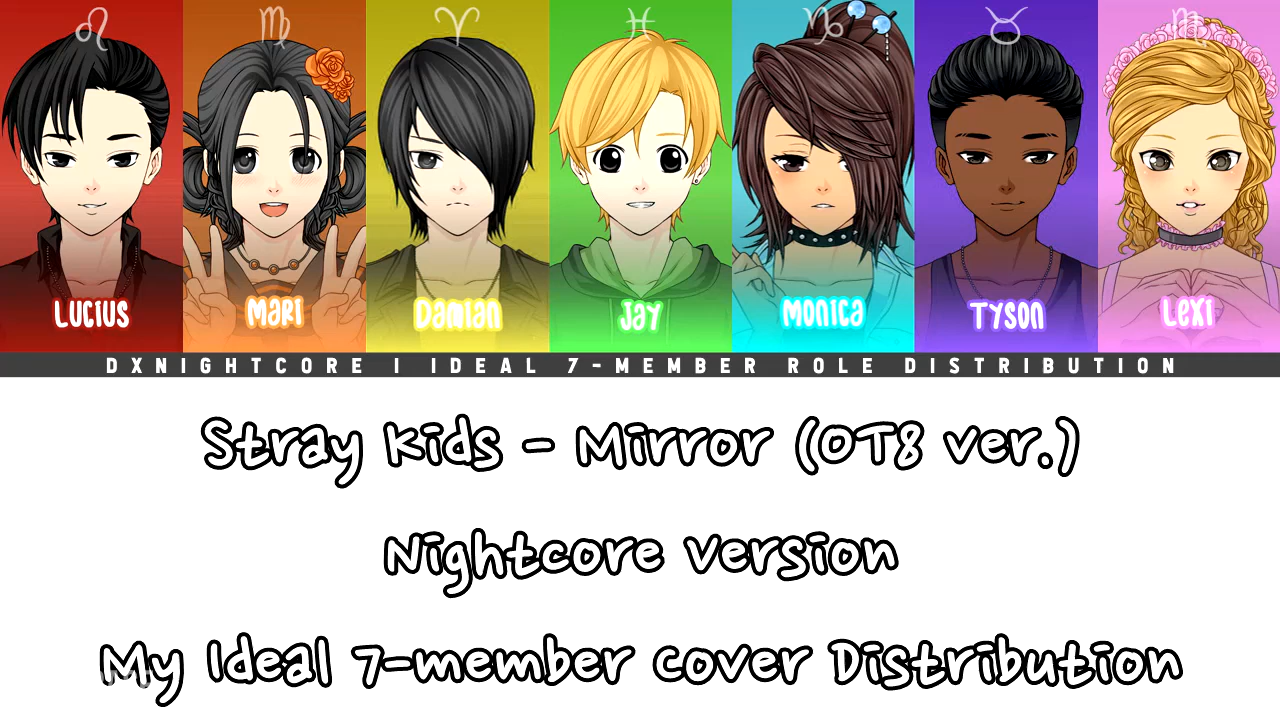 LUCIUS
MARI
DAMIAN
JAY
MONICA
TYSON
LEXI
DXNIGHTCORE | IDEAL 7-MEMBER ROLE DISTRIBUTION
Stray Kids - Mirror (OT8 ver.)
Nightcore Version
My Ideal 7-member cover Distribution